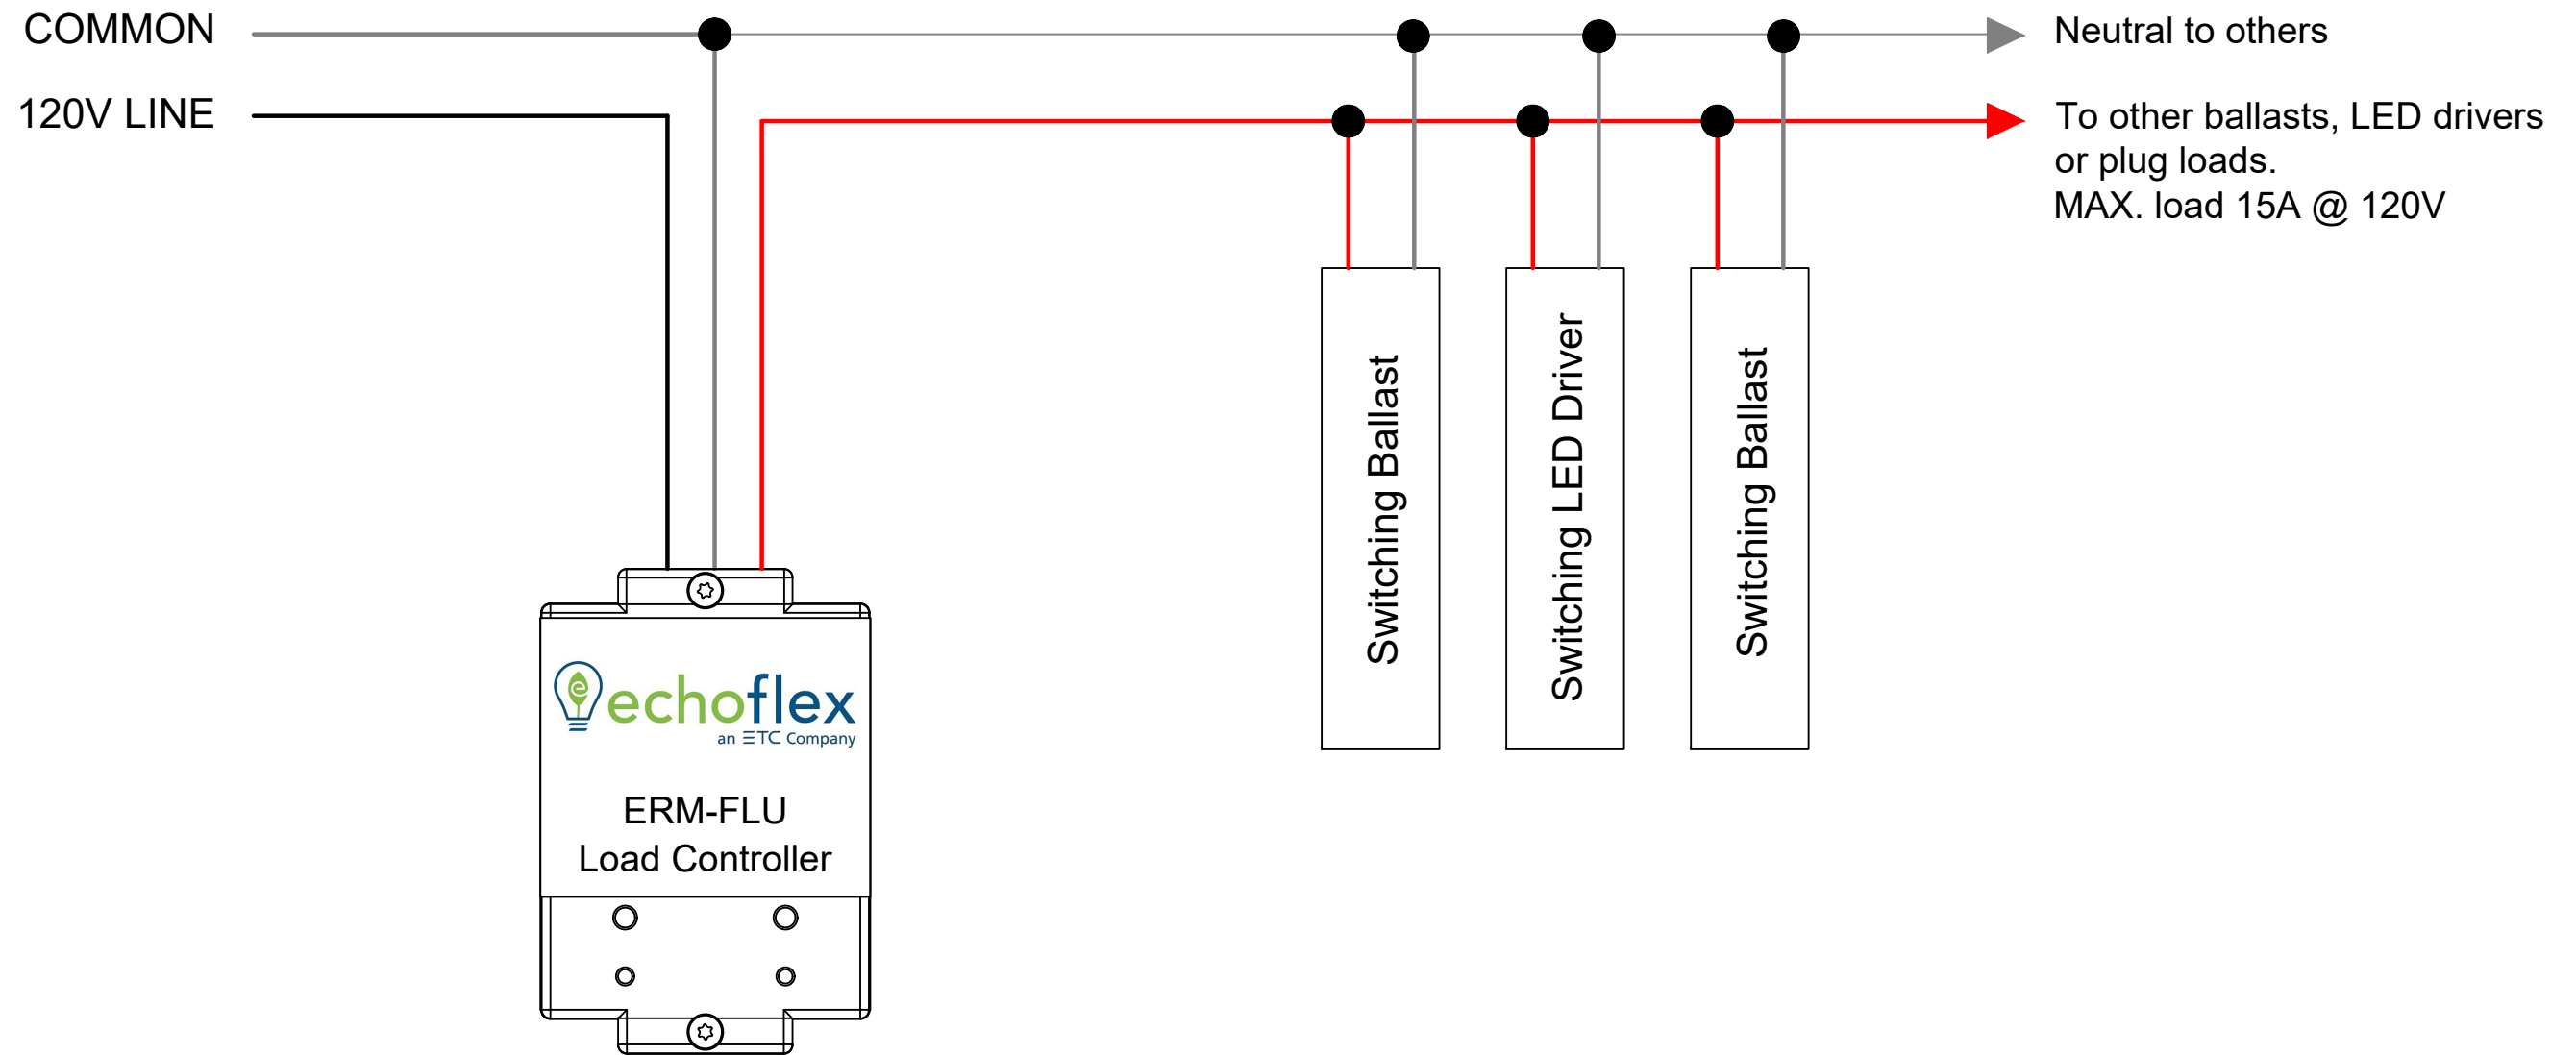 COMMON
Neutral to others
120V LINE
To other ballasts, LED drivers
or plug loads.
MAX. load 15A @ 120V
Switching Ballast
Switching LED Driver
Switching Ballast
echoflex
an ETC Company
ERM-FLU
Load Controller